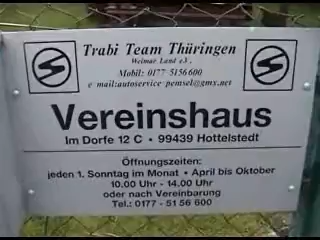 Trabi Team Thüringen
Weimar Land e.V.
Mobil: 0177 5156600
e-mail:autoservice-pemsel@gmx.net
Vereinshaus
Im Dorfe 12 C • 99439 Hottelstedt
Öffnungszeiten:
jeden 1. Sonntag im Monat • April bis Oktober
10.00 Uhr - 14.00 Uhr
oder nach Vereinbarung
Tel.: 0177 - 51 56 600